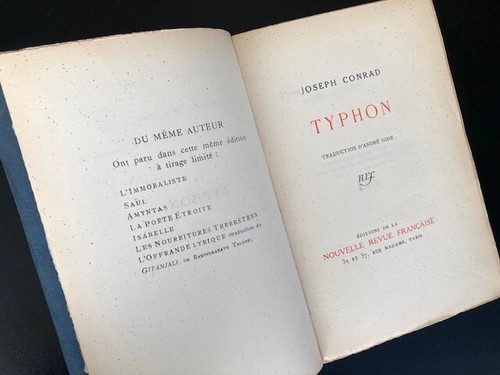 DU MÊME AUTEUR
Ont paru dans cette même édition
à tirage limité :
L'IMMORALISTE
SAÜL
AMYNTAS
LA PORTE ÉTROITE
ISABELLE
LES NOURRITURES TERRESTRES
L'OFFRANDE LYRIQUE (traduction du
GITANJALI, DE RABINDRANATH TAGORE).
JOSEPH CONRAD
TYPHON
TRADUCTION D'ANDRÉ GIDE
nrf
ÉDITIONS DE LA
NOUVELLE REVUE FRANÇAISE
35 ET 37, RUE MADAME, PARIS